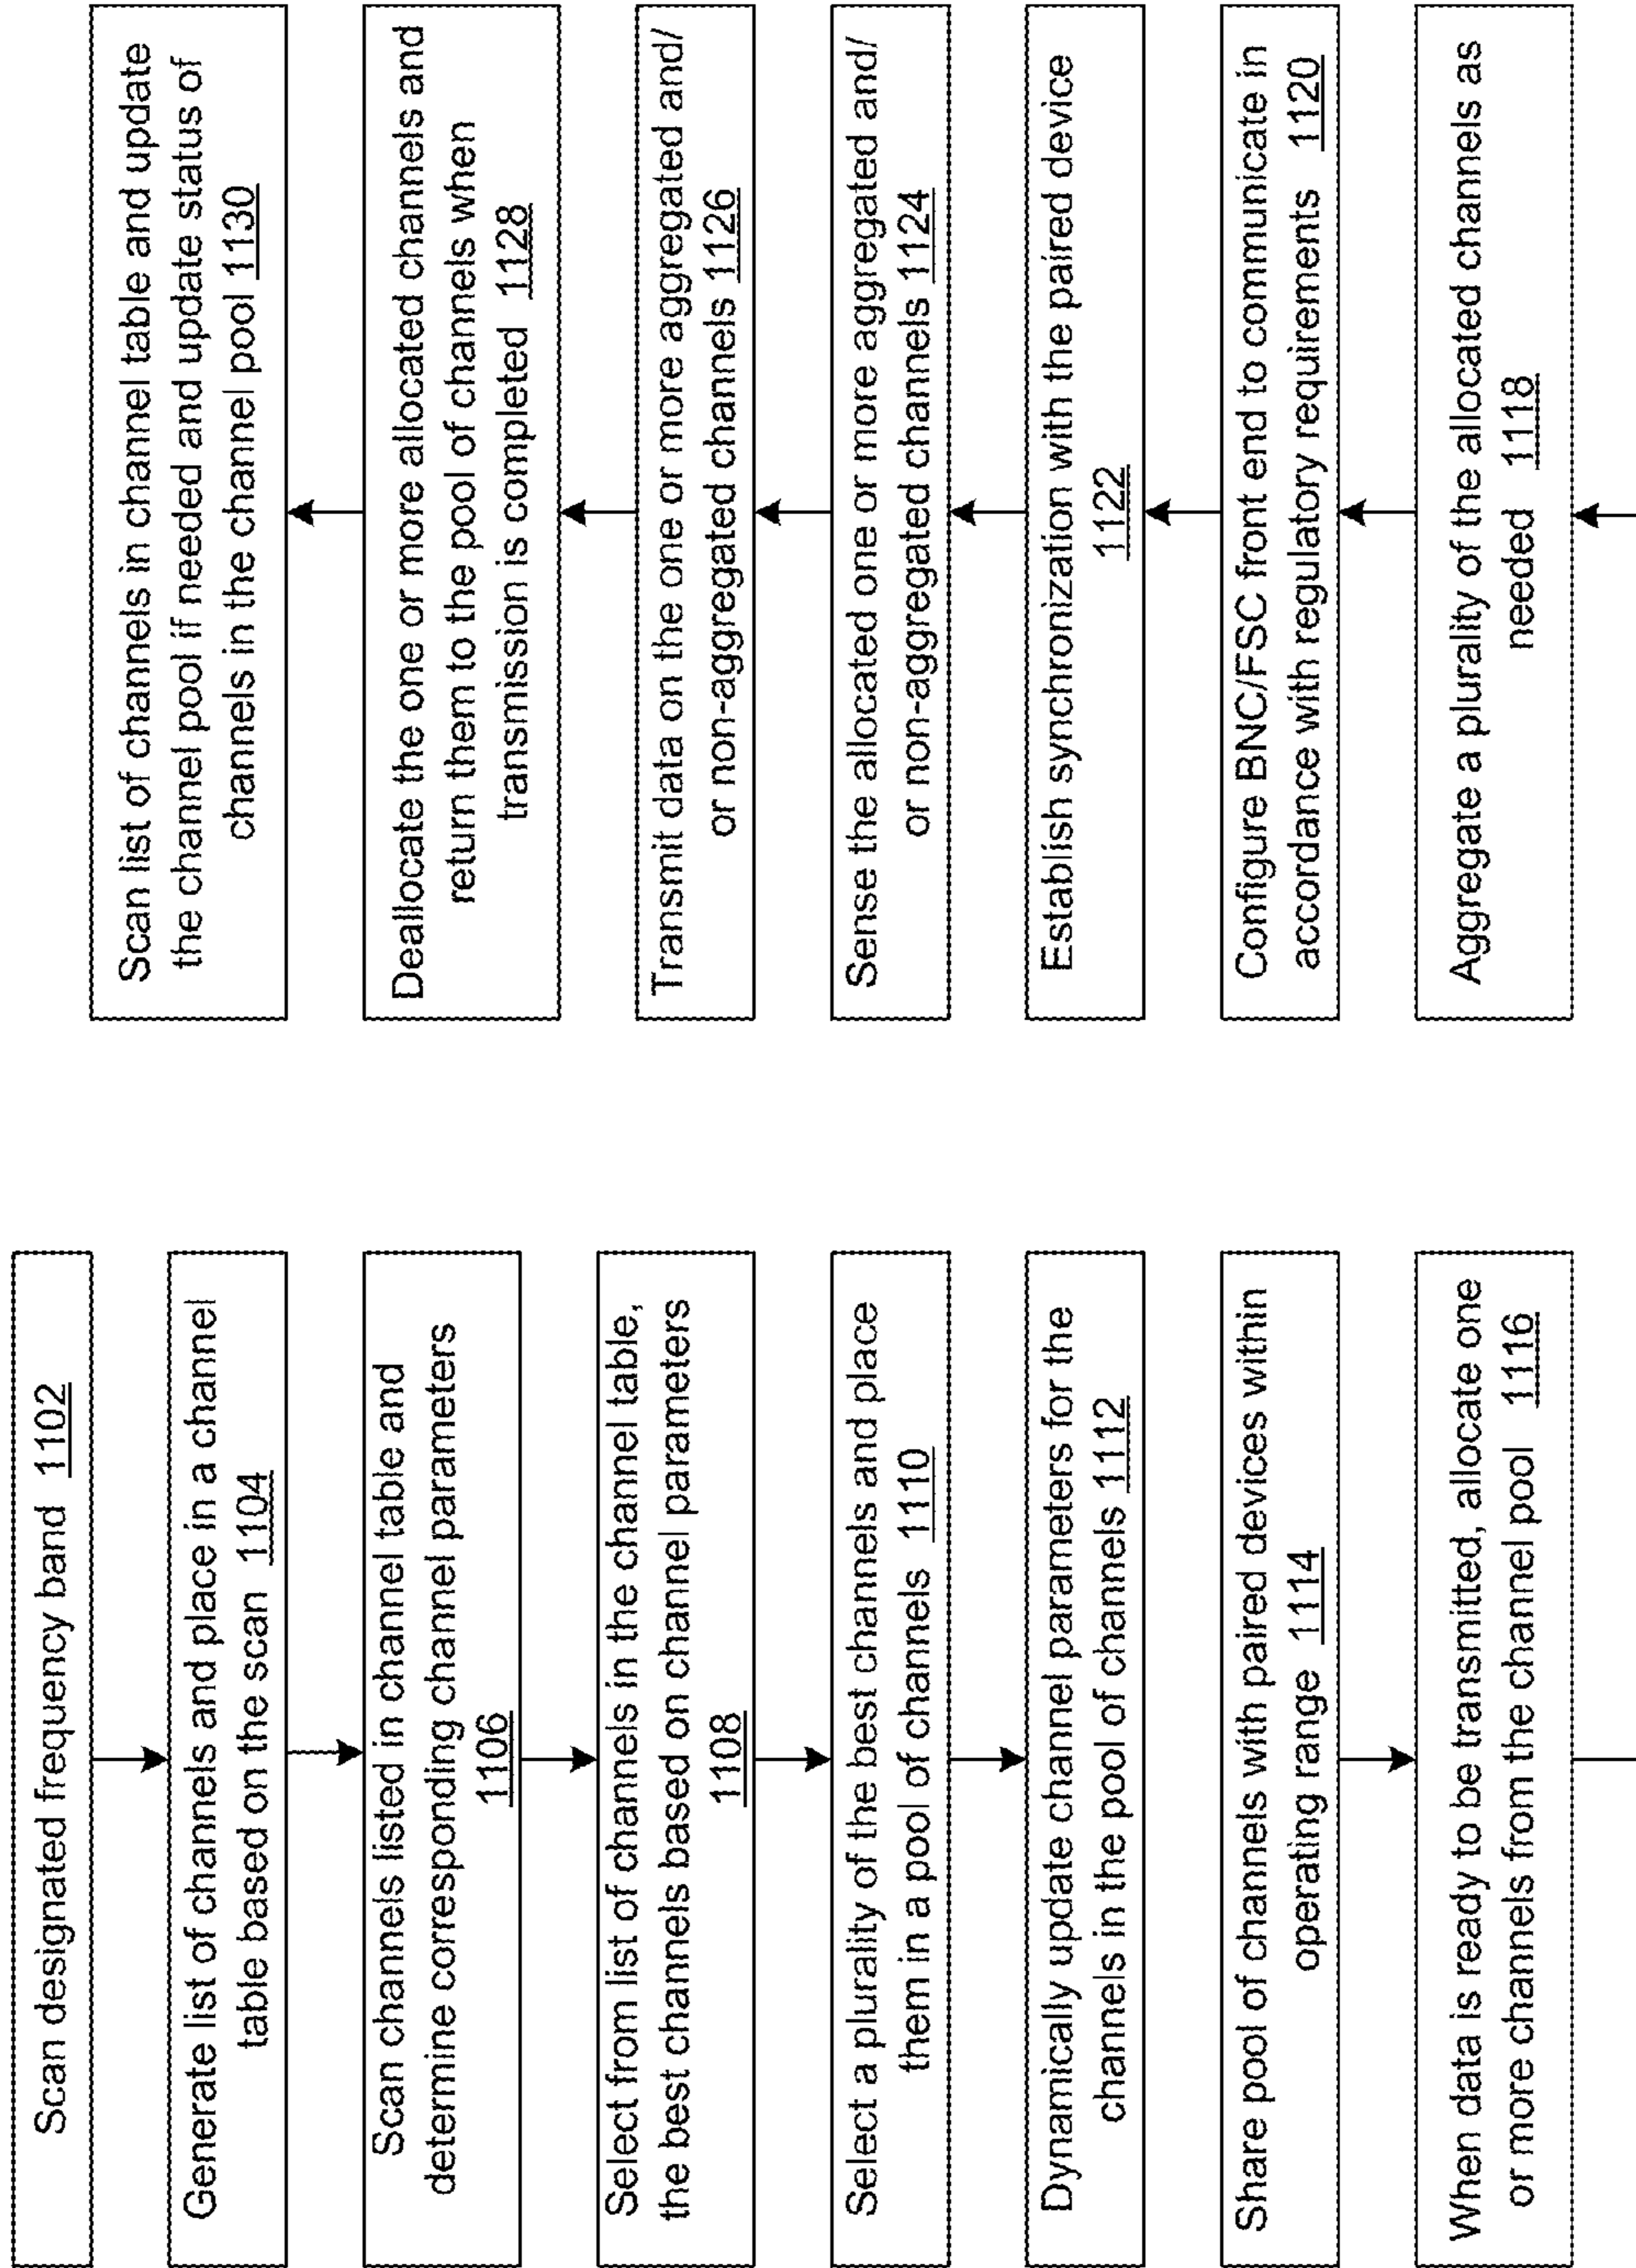 Scan designated frequency band 1102
Generate list of channels and place in a channel
table based on the scan 1104
Scan channels listed in channel table and
determine corresponding channel parameters
1106
Select from list of channels in the channel table,
the best channels based on channel parameters
1108
Select a plurality of the best channels and place
them in a pool of channels 1110
Dynamically update channel parameters for the
channels in the pool of channels 1112
Share pool of channels with paired devices within
operating range 1114
When data is ready to be transmitted, allocate one
or more channels from the channel pool 1116
Aggregate a plurality of the allocated channels as
needed 1118
Configure BNC/FSC front end to communicate in
accordance with regulatory requirements 1120
Establish synchronization with the paired device
1122
Sense the allocated one or more aggregated and/
or non-aggregated channels 1124
Transmit data on the one or more aggregated and/
or non-aggregated channels 1126
Deallocate the one or more allocated channels and
return them to the pool of channels when
transmission is completed 1128
Scan list of channels in channel table and update
the channel pool if needed and update status of
channels in the channel pool 1130